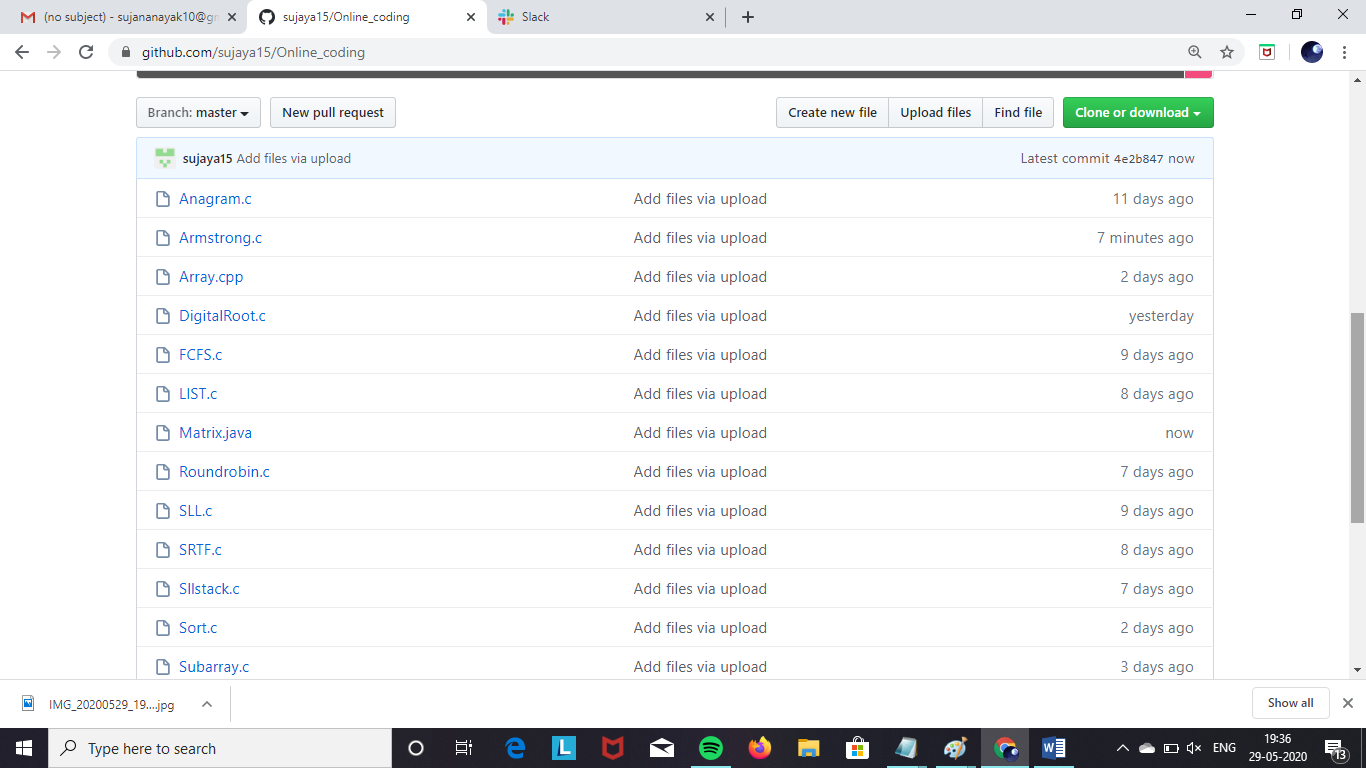 (no subject) - sujananayak10@gm
sujaya15/Online_coding
Slack
github.com/sujaya15/Online_coding
Branch: master
New pull request
Create new file
Upload files
Find file
Clone or download
sujaya15 Add files via upload
Latest commit 4e2b847 now
Anagram.c Add files via upload 11 days ago
Armstrong.c Add files via upload 7 minutes ago
Array.cpp Add files via upload 2 days ago
DigitalRoot.c Add files via upload yesterday
FCFS.c Add files via upload 9 days ago
LIST.c Add files via upload 8 days ago
Matrix.java Add files via upload now
Roundrobin.c Add files via upload 7 days ago
SLL.c Add files via upload 9 days ago
SRTF.c Add files via upload 8 days ago
Sllstack.c Add files via upload 7 days ago
Sort.c Add files via upload 2 days ago
Subarray.c Add files via upload 3 days ago
IMG_20200529_19....jpg
Show all
Type here to search
ENG
19:36
29-05-2020
13